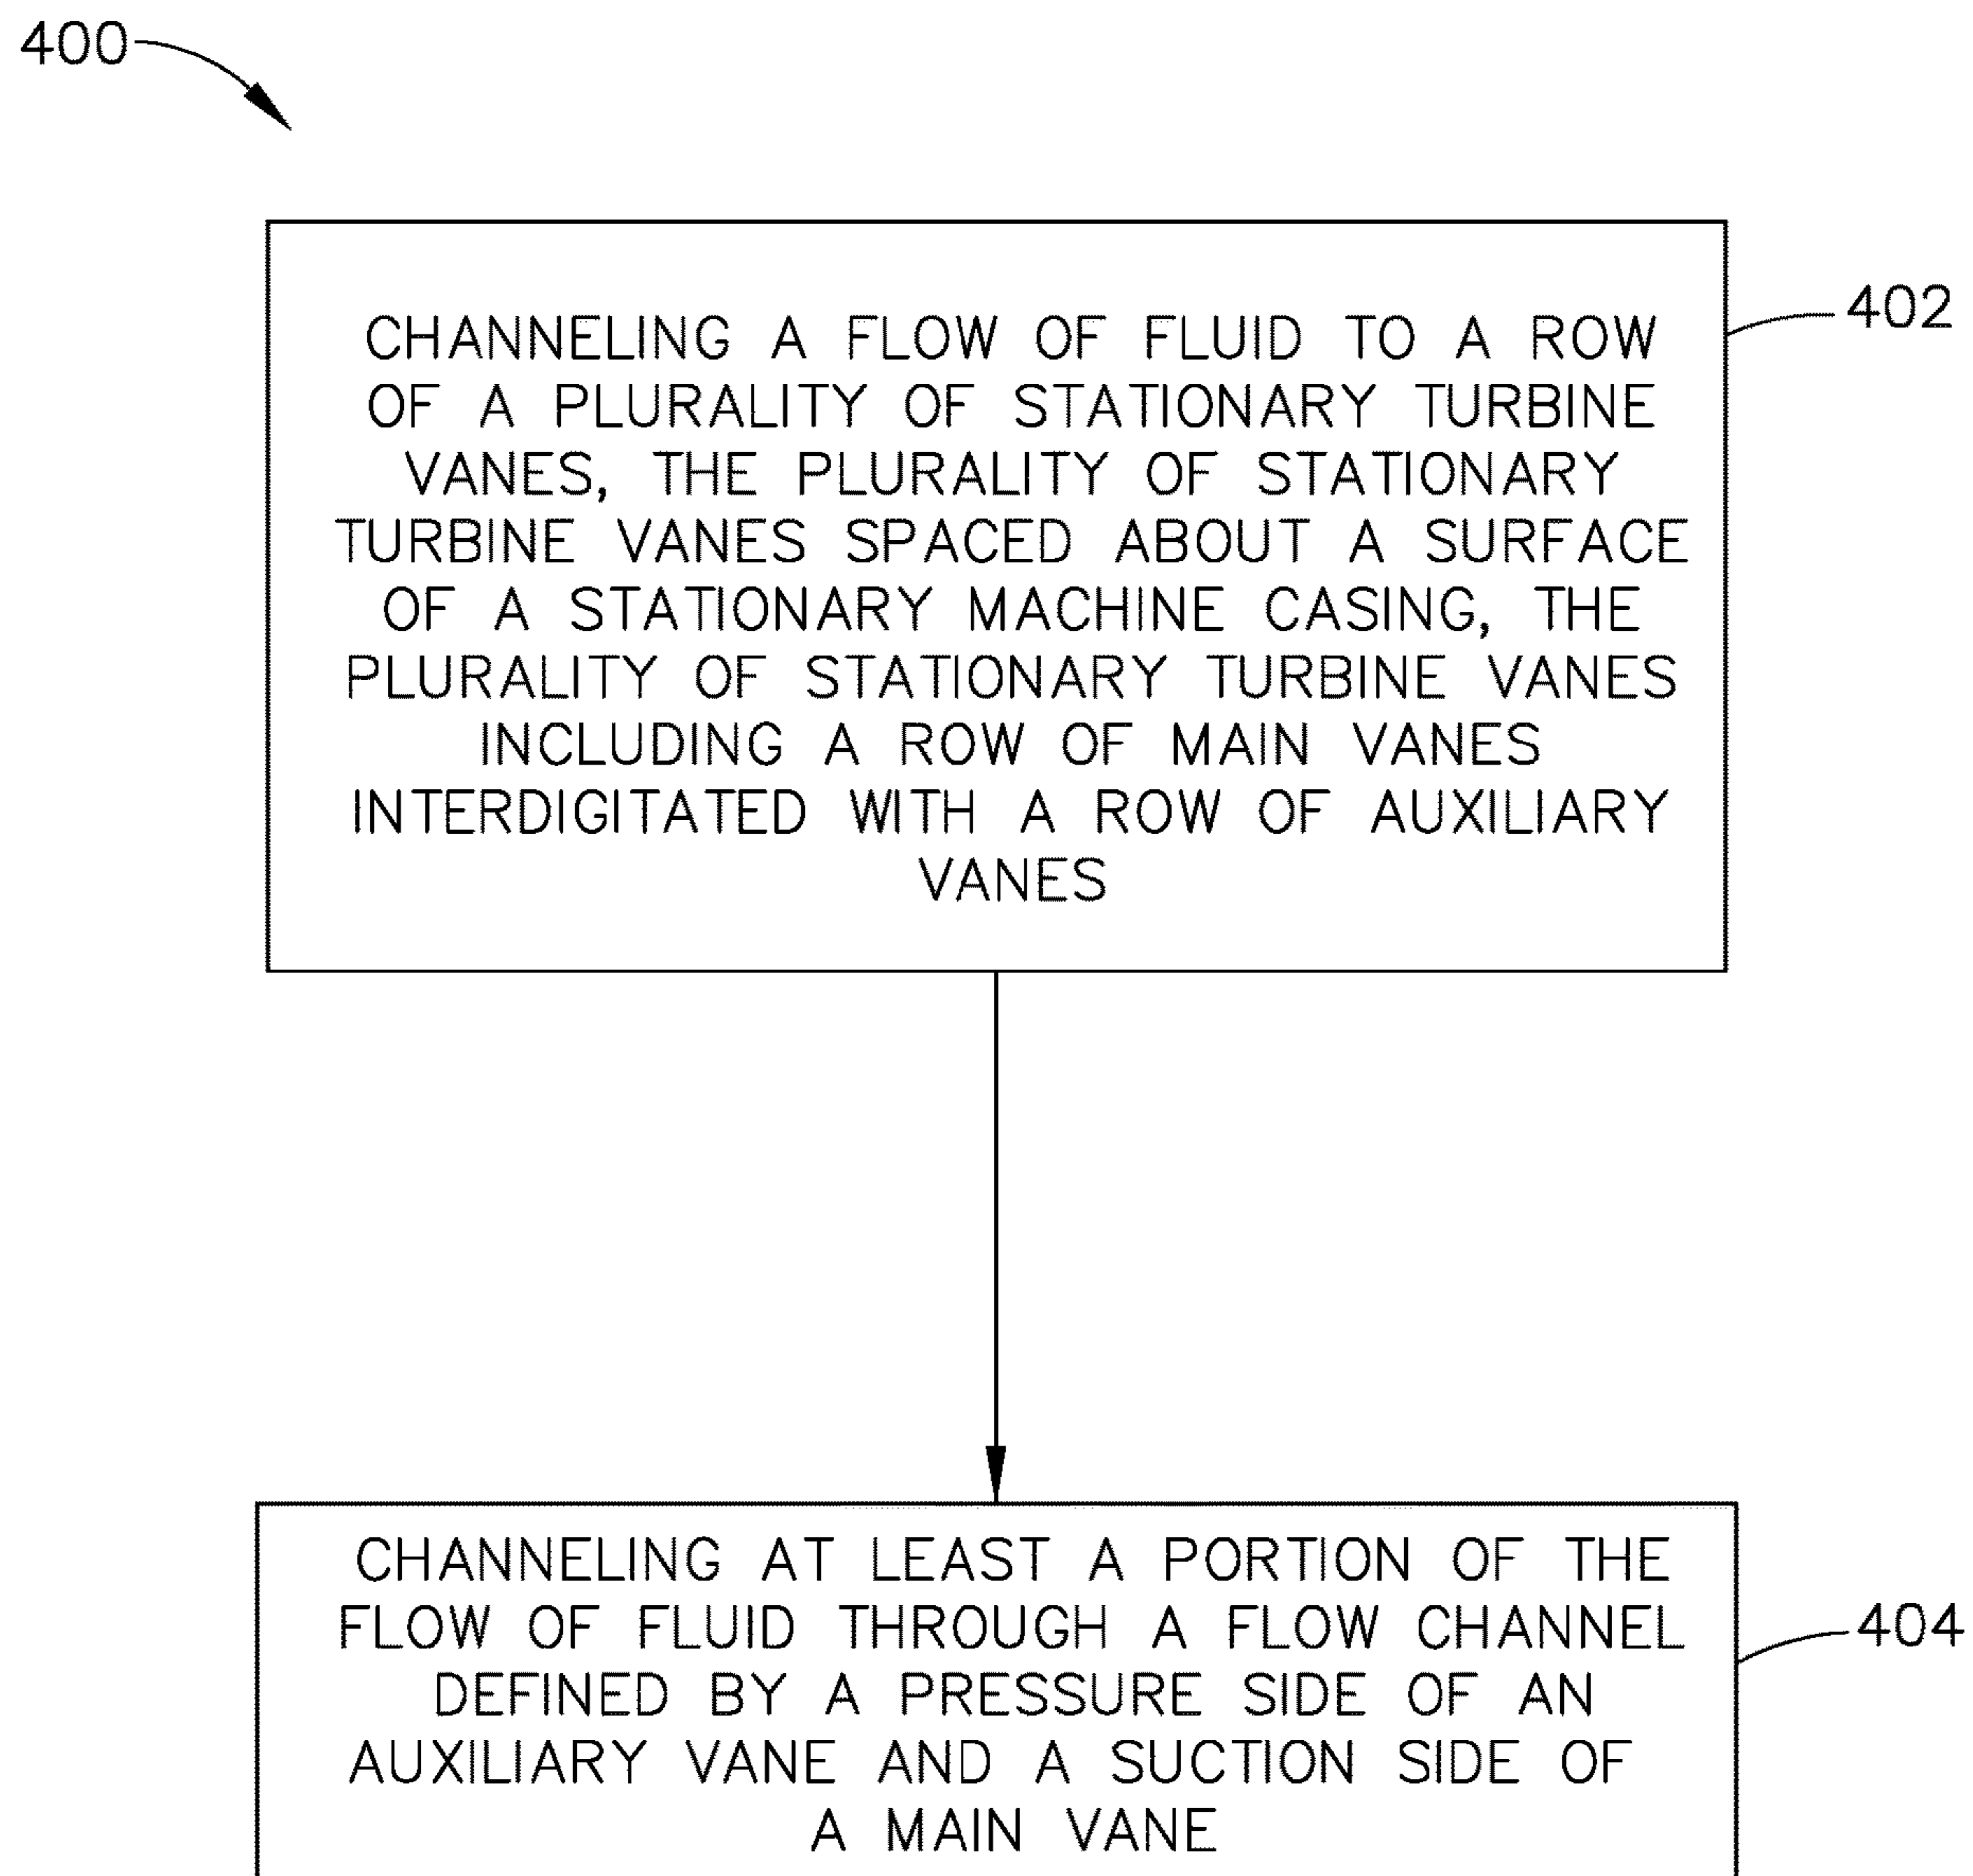 400
CHANNELING A FLOW OF FLUID TO A ROW
OF A PLURALITY OF STATIONARY TURBINE
VANES, THE PLURALITY OF STATIONARY
TURBINE VANES SPACED ABOUT A SURFACE
OF A STATIONARY MACHINE CASING, THE
PLURALITY OF STATIONARY TURBINE VANES
INCLUDING A ROW OF MAIN VANES
INTERDIGITATED WITH A ROW OF AUXILIARY
VANES
402
CHANNELING AT LEAST A PORTION OF THE
FLOW OF FLUID THROUGH A FLOW CHANNEL
DEFINED BY A PRESSURE SIDE OF AN
AUXILIARY VANE AND A SUCTION SIDE OF
A MAIN VANE
404